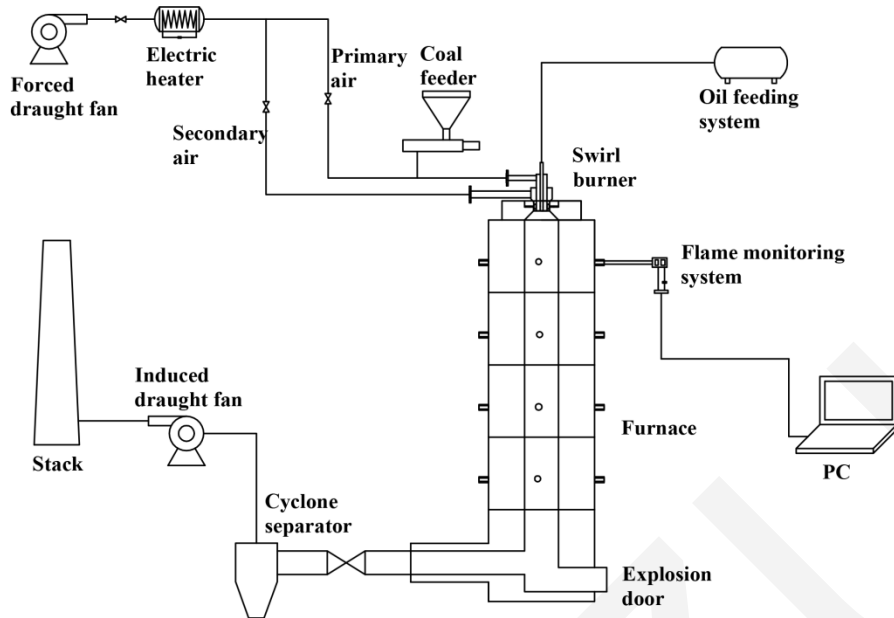 Forced
draught fan
Electric
heater
Primary
air
Coal
feeder
Oil feeding
system
Secondary
air
Swirl
burner
Flame monitoring
system
Stack
Induced
draught fan
Furnace
PC
Cyclone
separator
Explosion
door